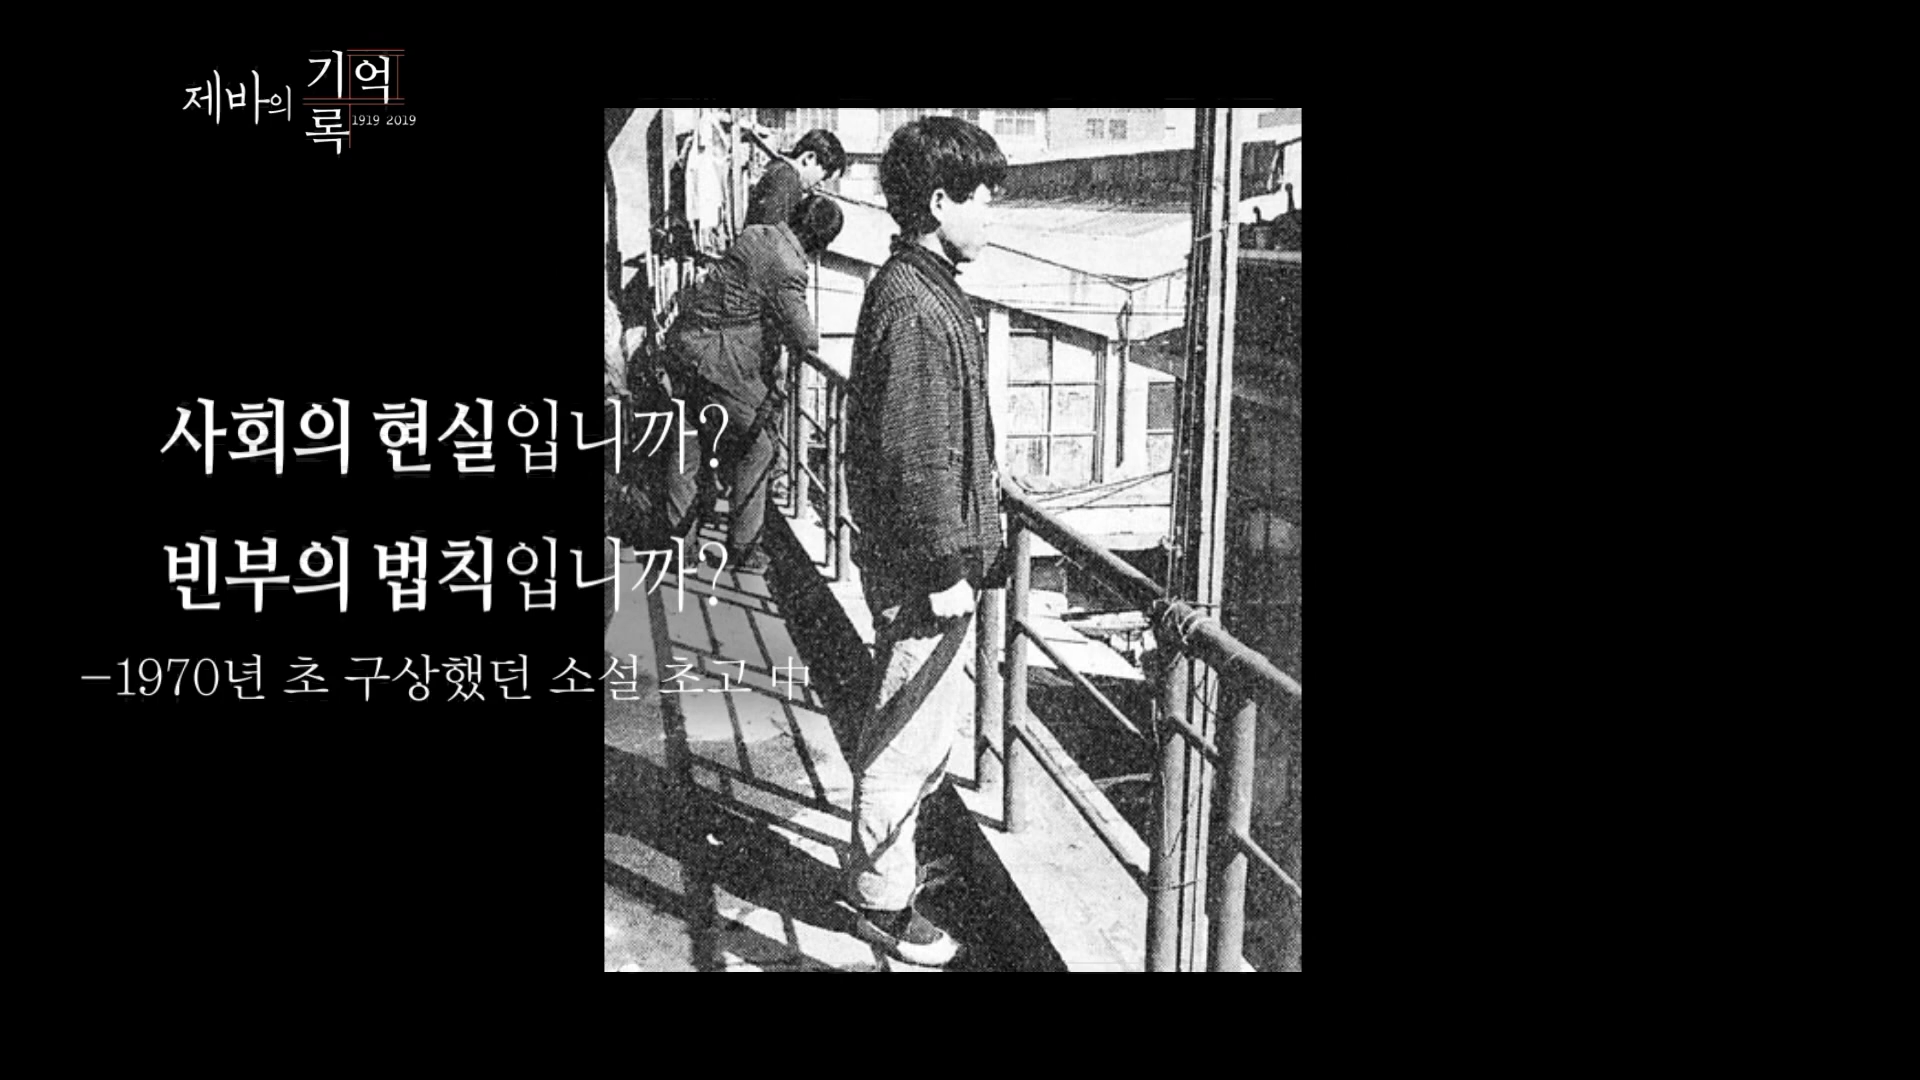 제바의 기억록 1919 2019
사회의 현실입니까?
빈부의 법칙입니까?
-1970년 초 구상했던 소설 초고 中